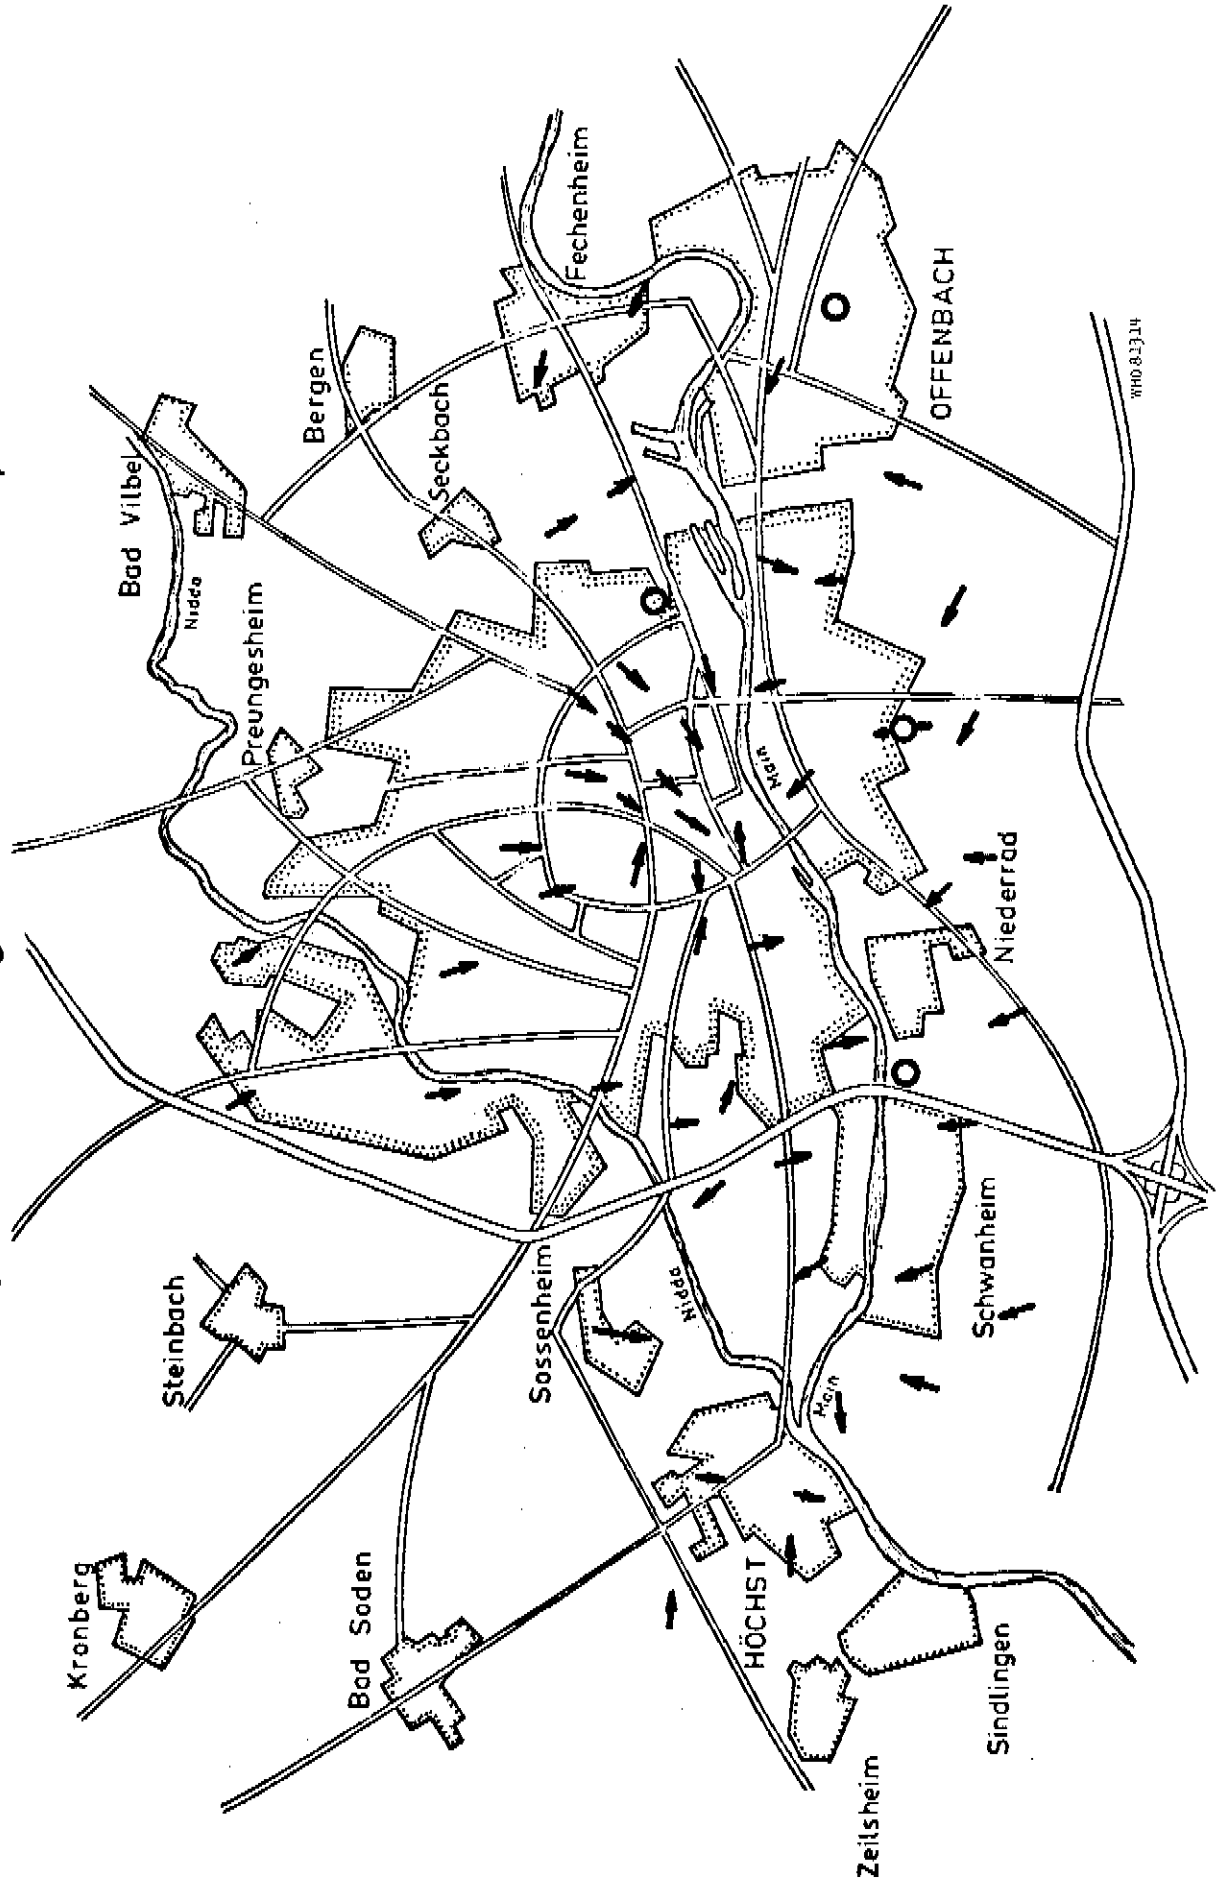 Kronberg
Steinbach
Bad Vilbel
Nidda
Preungesheim
Bergen
Seckbach
Fechenheim
Bad Soden
Sossenheim
Nidda
Main
HÖCHST
Main
OFFENBACH
Zeilsheim
Sindlingen
Schwanheim
Niederrad
WHO 821314